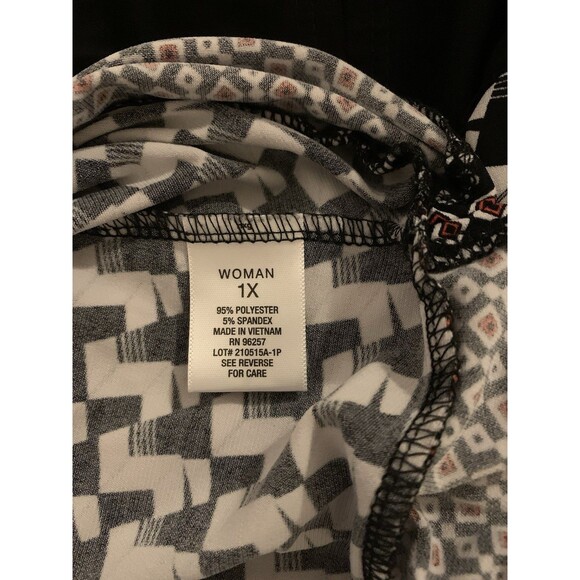 WOMAN
1X
95% POLYESTER
5% SPANDEX
MADE IN VIETNAM
RN 96257
LOT# 210515A-1P
SEE REVERSE
FOR CARE